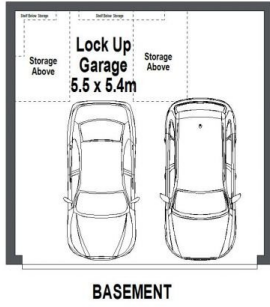 Shelf Below Storage
Shelf Below Storage
Storage
Above
Lock Up
Garage
5.5 x 5.4m
Storage
Above
BASEMENT